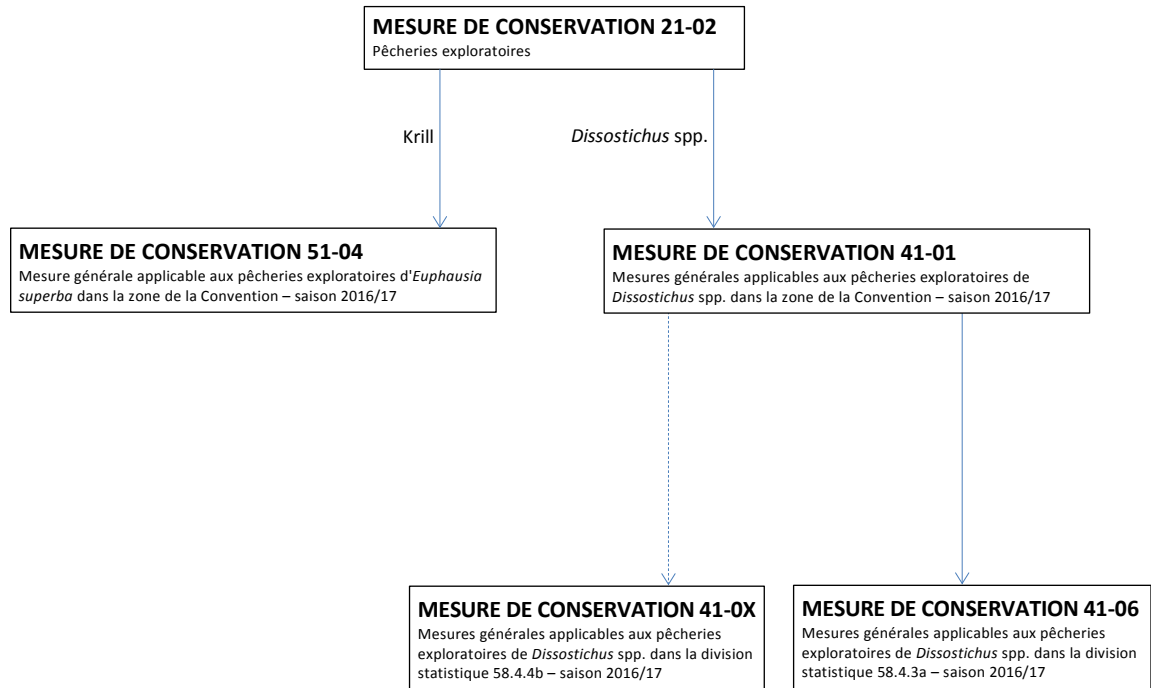 MESURE DE CONSERVATION 21-02
Pêcheries exploratoires
Krill
Dissostichus spp.
MESURE DE CONSERVATION 51-04
Mesure générale applicable aux pêcheries exploratoires d'Euphausia
superba dans la zone de la Convention – saison 2016/17
MESURE DE CONSERVATION 41-01
Mesures générales applicables aux pêcheries exploratoires de
Dissostichus spp. dans la zone de la Convention – saison 2016/17
MESURE DE CONSERVATION 41-0X
Mesures générales applicables aux pêcheries
exploratoires de Dissostichus spp. dans la division
statistique 58.4.4b – saison 2016/17
MESURE DE CONSERVATION 41-06
Mesures générales applicables aux pêcheries
exploratoires de Dissostichus spp. dans la division
statistique 58.4.3a – saison 2016/17